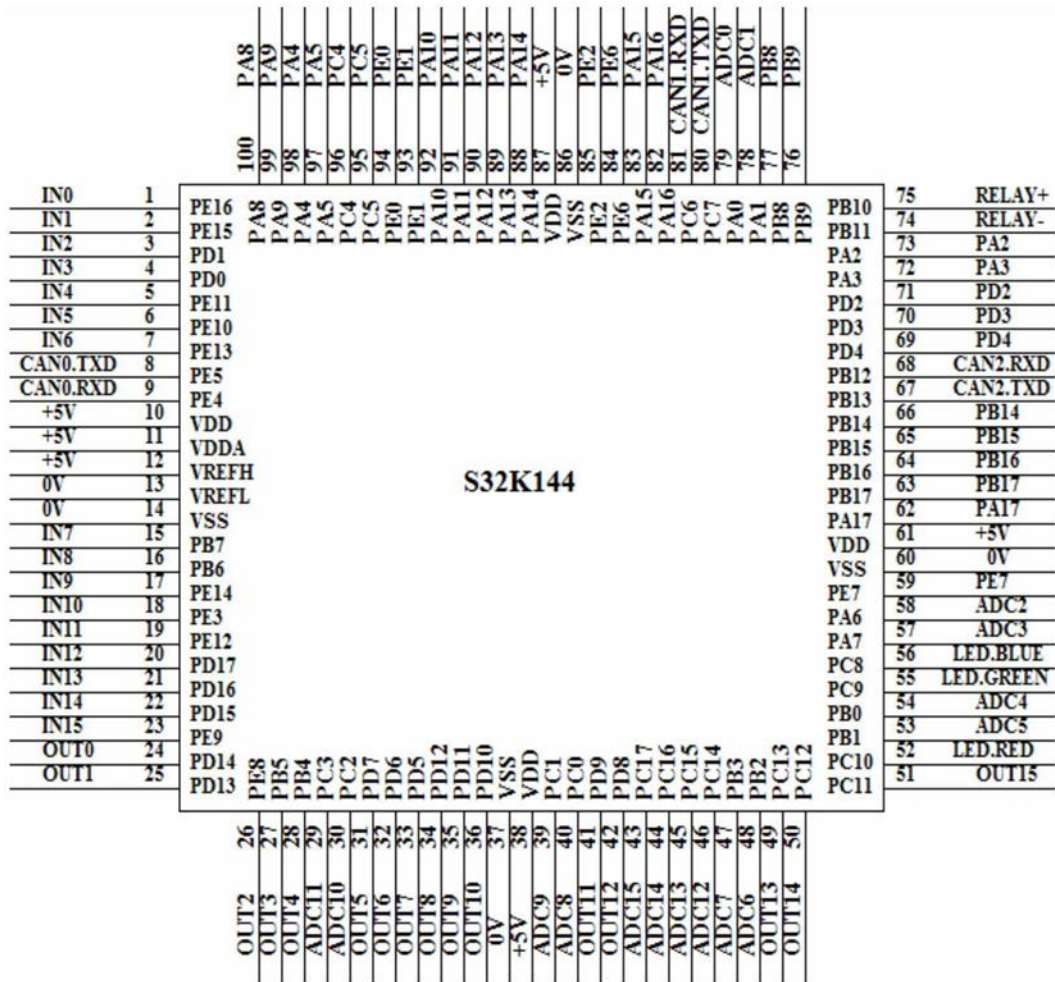 PA8 PA9 PA4 PA5 PC4 PC5 PE0 PE1 PA10 PA11 PA12 PA13 PA14 +5V 0V PE2 PE6 PA15 PA16 CAN1.RXD CAN1.TXD ADC0 ADC1 PB8 PB9
100 99 98 97 96 95 94 93 92 91 90 89 88 87 86 85 84 83 82 81 80 79 78 77 76
PA8 PA9 PA4 PA5 PC4 PC5 PE0 PE1 PA10 PA11 PA12 PA13 PA14 VDD VSS PE2 PE6 PA15 PA16 PC6 PC7 PA0 PA1 PB8 PB9
IN0 1 PE16
IN1 2 PE15
IN2 3 PD1
IN3 4 PD0
IN4 5 PE11
IN5 6 PE10
IN6 7 PE13
CAN0.TXD 8 PE5
CAN0.RXD 9 PE4
+5V 10 VDD
+5V 11 VDDA
+5V 12 VREFH
0V 13 VREFL
0V 14 VSS
IN7 15 PB7
IN8 16 PB6
IN9 17 PE14
IN10 18 PE3
IN11 19 PE12
IN12 20 PD17
IN13 21 PD16
IN14 22 PD15
IN15 23 PE9
OUT0 24 PD14
OUT1 25 PD13
S32K144
PB10 75 RELAY+
PB11 74 RELAY-
PA2 73 PA2
PA3 72 PA3
PD2 71 PD2
PD3 70 PD3
PD4 69 PD4
PB12 68 CAN2.RXD
PB13 67 CAN2.TXD
PB14 66 PB14
PB15 65 PB15
PB16 64 PB16
PB17 63 PB17
PA17 62 PA17
VDD 61 +5V
VSS 60 0V
PE7 59 PE7
PA6 58 ADC2
PA7 57 ADC3
PC8 56 LED.BLUE
PC9 55 LED.GREEN
PB0 54 ADC4
PB1 53 ADC5
PC10 52 LED.RED
PC11 51 OUT15
PE8 PB5 PB4 PC3 PC2 PD7 PD6 PD5 PD12 PD11 PD10 VSS VDD PC1 PC0 PD9 PD8 PC17 PC16 PC15 PC14 PB3 PB2 PC13 PC12
26 27 28 29 30 31 32 33 34 35 36 37 38 39 40 41 42 43 44 45 46 47 48 49 50
OUT2 OUT3 OUT4 ADC11 ADC10 OUT5 OUT6 OUT7 OUT8 OUT9 OUT10 0V +5V ADC9 ADC8 OUT11 OUT12 ADC15 ADC14 ADC13 ADC12 ADC7 ADC6 OUT13 OUT14